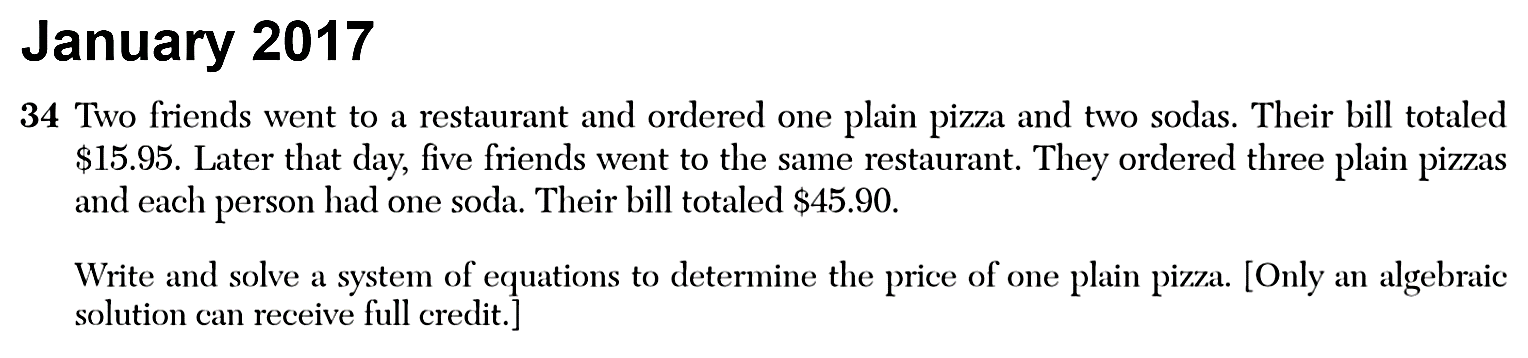 January 2017
34 Two friends went to a restaurant and ordered one plain pizza and two sodas. Their bill totaled
$15.95. Later that day, five friends went to the same restaurant. They ordered three plain pizzas
and each person had one soda. Their bill totaled $45.90.
Write and solve a system of equations to determine the price of one plain pizza. [Only an algebraic
solution can receive full credit.]